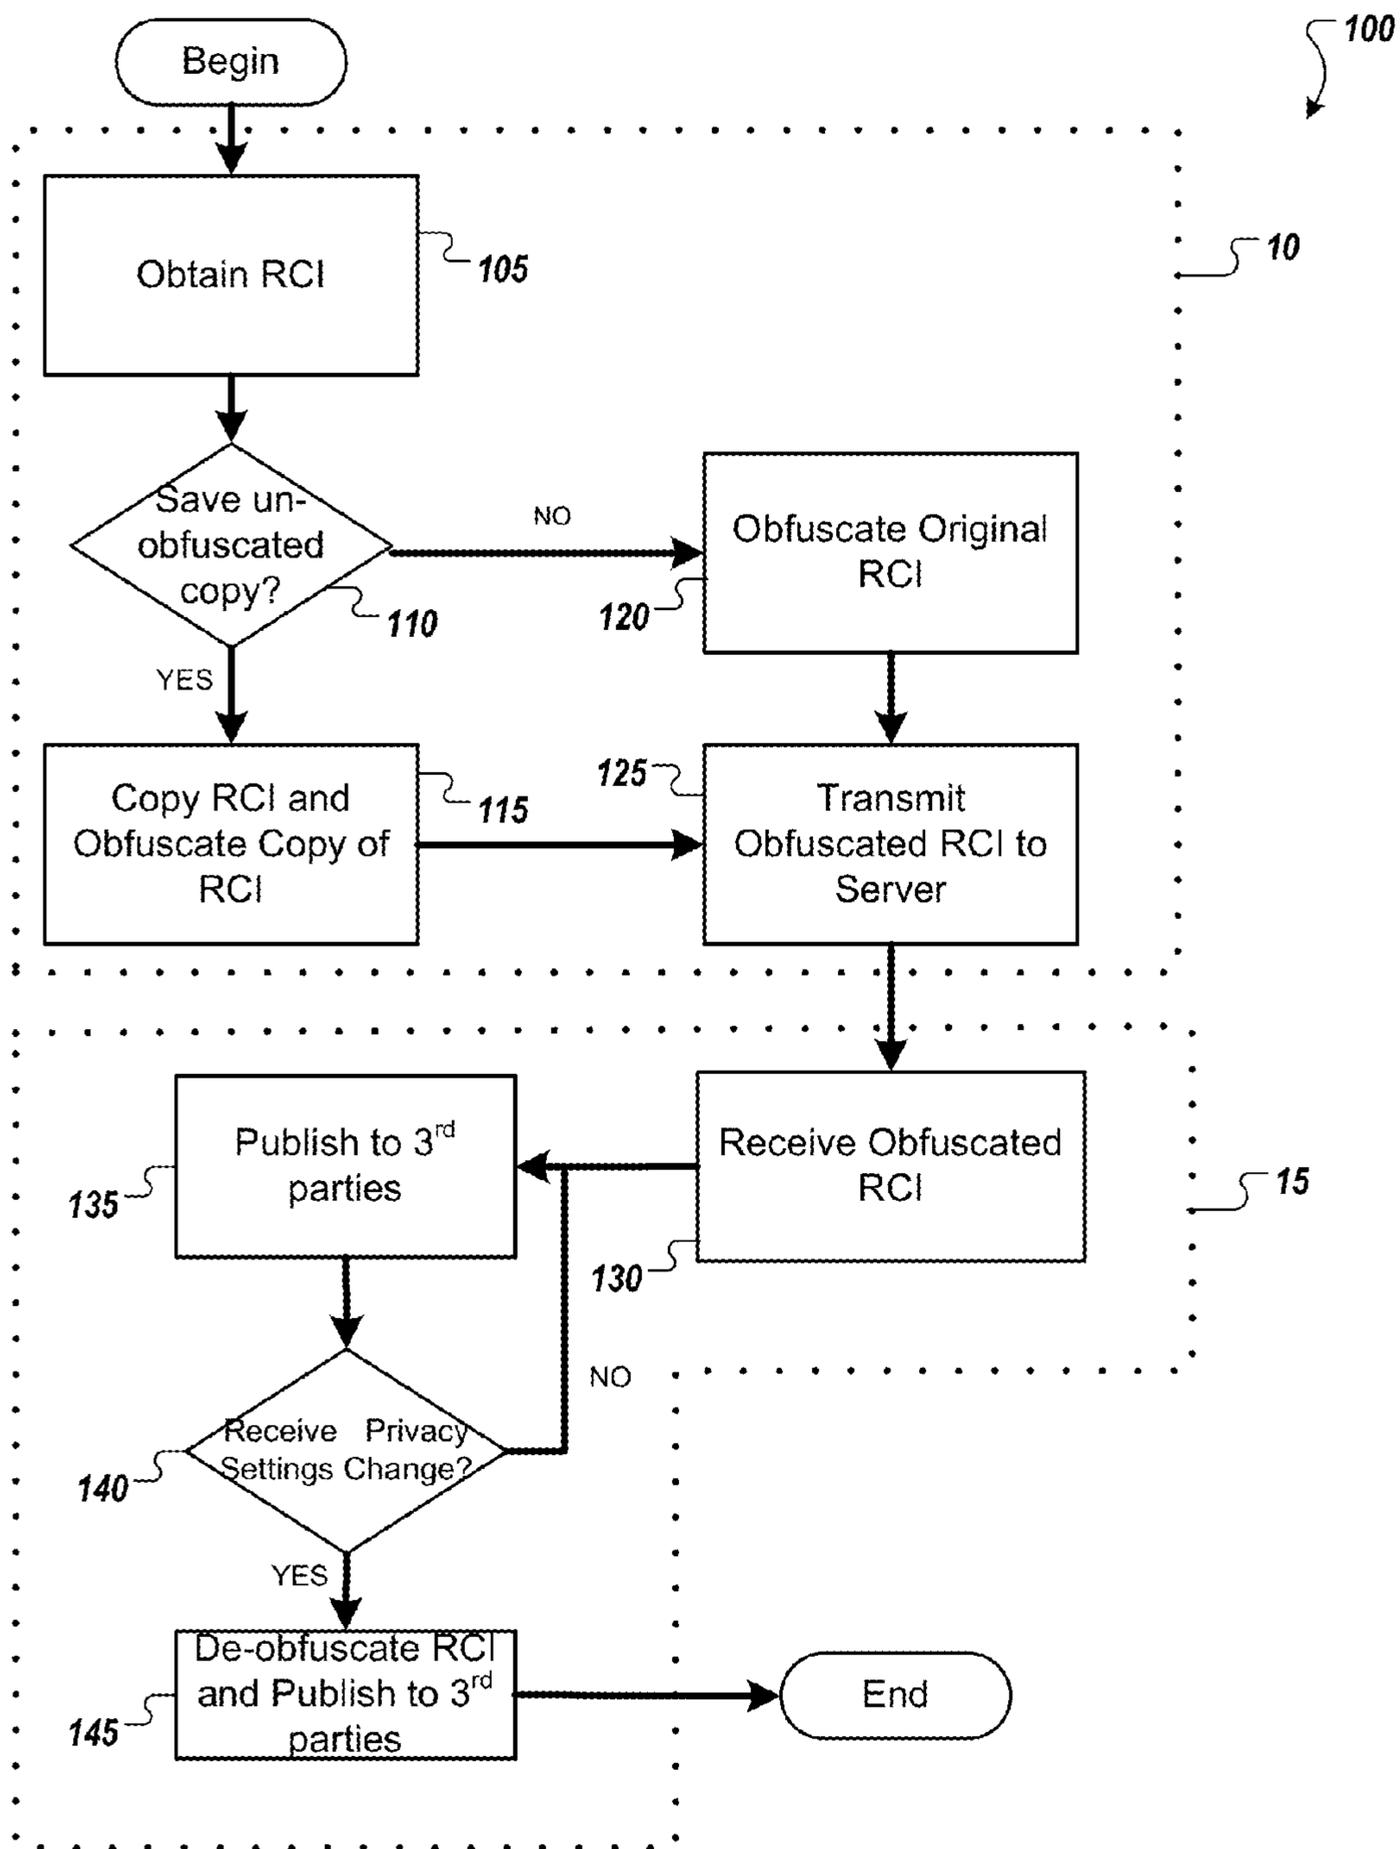 Begin
100
Obtain RCI
105
10
Save un-
obfuscated
copy?
110
NO
Obfuscate Original
RCI
120
YES
Copy RCI and
Obfuscate Copy of
RCI
115
125
Transmit
Obfuscated RCI to
Server
Publish to 3rd
parties
135
Receive Obfuscated
RCI
130
15
Receive Privacy
Settings Change?
140
NO
YES
De-obfuscate RCI
and Publish to 3rd
parties
145
End